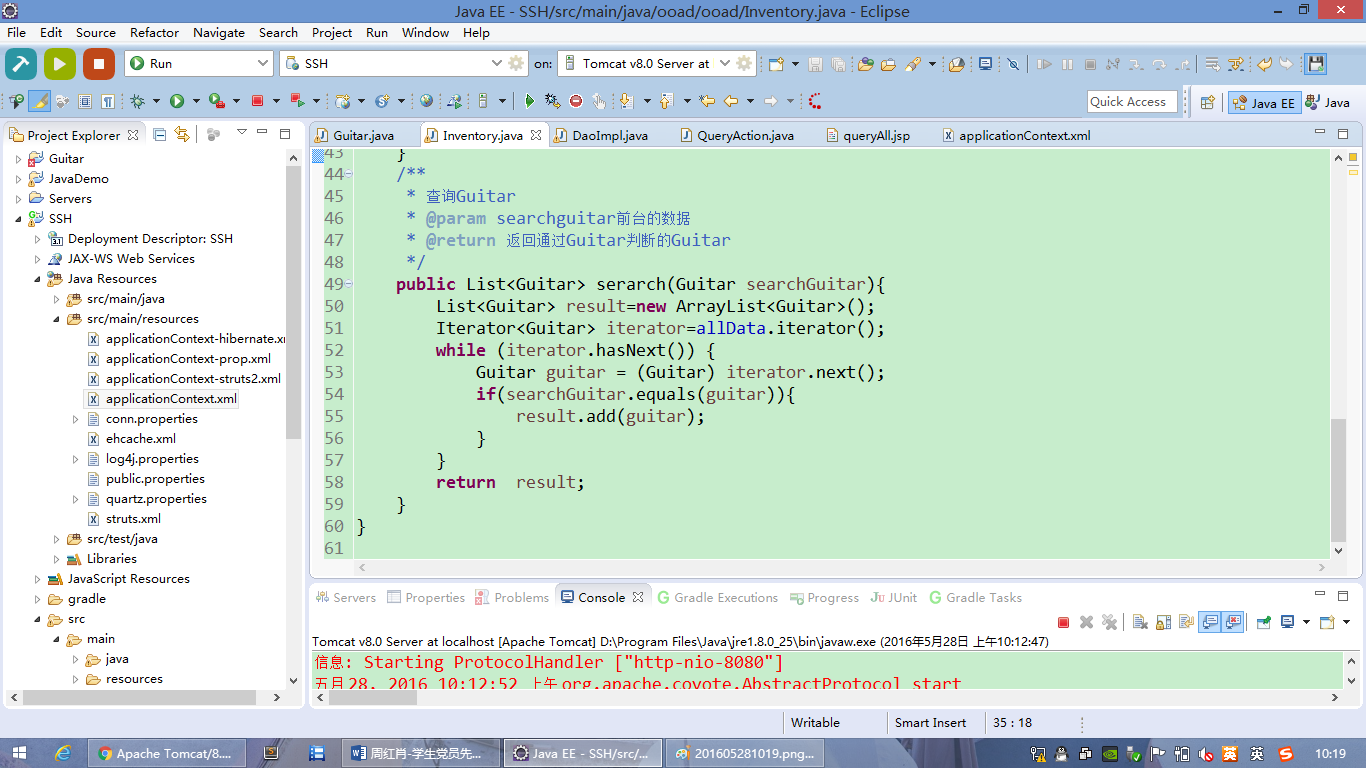 Java EE - SSH/src/main/java/ooad/ooad/Inventory.java - Eclipse
File Edit Source Refactor Navigate Search Project Run Window Help
Run SSH on: Tomcat v8.0 Server at
Quick Access Java EE Java
Project Explorer
Guitar
JavaDemo
Servers
SSH
Deployment Descriptor: SSH
JAX-WS Web Services
Java Resources
src/main/java
src/main/resources
applicationContext-hibernate.xm
applicationContext-prop.xml
applicationContext-struts2.xml
applicationContext.xml
conn.properties
ehcache.xml
log4j.properties
public.properties
quartz.properties
struts.xml
src/test/java
Libraries
JavaScript Resources
gradle
src
main
java
resources
Guitar.java Inventory.java DaoImpl.java QueryAction.java queryAll.jsp applicationContext.xml
43 }
44 /**
45 * 查询Guitar
46 * @param searchguitar前台的数据
47 * @return 返回通过Guitar判断的Guitar
48 */
49 public List<Guitar> serarch(Guitar searchGuitar){
50 List<Guitar> result=new ArrayList<Guitar>();
51 Iterator<Guitar> iterator=allData.iterator();
52 while (iterator.hasNext()) {
53 Guitar guitar = (Guitar) iterator.next();
54 if(searchGuitar.equals(guitar)){
55 result.add(guitar);
56 }
57 }
58 return result;
59 }
60 }
61
Servers Properties Problems Console Gradle Executions Progress Ju JUnit Gradle Tasks
Tomcat v8.0 Server at localhost [Apache Tomcat] D:\Program Files\Java\jre1.8.0_25\bin\javaw.exe (2016年5月28日 上午10:12:47)
信息: Starting ProtocolHandler ["http-nio-8080"]
五月 28, 2016 10:12:52 上午 org.apache.coyote.AbstractProtocol start
Writable Smart Insert 35 : 18
Apache Tomcat/8.... 周红肖-学生党员先... Java EE - SSH/src/... 201605281019.png... 英 英 10:19